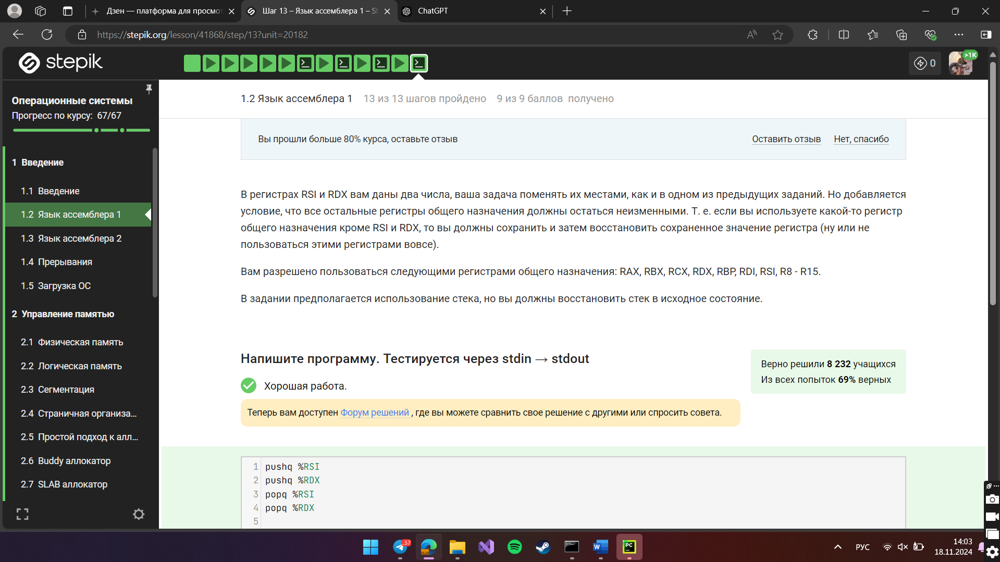 Дзен — платформа для просмот
Шаг 13 – Язык ассемблера 1 – St
ChatGPT
https://stepik.org/lesson/41868/step/13?unit=20182
stepik
0
>1K
Операционные системы
Прогресс по курсу: 67/67
1 Введение
1.1 Введение
1.2 Язык ассемблера 1
1.3 Язык ассемблера 2
1.4 Прерывания
1.5 Загрузка ОС
2 Управление памятью
2.1 Физическая память
2.2 Логическая память
2.3 Сегментация
2.4 Страничная организа...
2.5 Простой подход к алл...
2.6 Buddy аллокатор
2.7 SLAB аллокатор
1.2 Язык ассемблера 1 13 из 13 шагов пройдено 9 из 9 баллов получено
Вы прошли больше 80% курса, оставьте отзыв
Оставить отзыв Нет, спасибо
В регистрах RSI и RDX вам даны два числа, ваша задача поменять их местами, как и в одном из предыдущих заданий. Но добавляется
условие, что все остальные регистры общего назначения должны остаться неизменными. Т. е. если вы используете какой-то регистр
общего назначения кроме RSI и RDX, то вы должны сохранить и затем восстановить сохраненное значение регистра (ну или не
пользоваться этими регистрами вовсе).
Вам разрешено пользоваться следующими регистрами общего назначения: RAX, RBX, RCX, RDX, RBP, RDI, RSI, R8 - R15.
В задании предполагается использование стека, но вы должны восстановить стек в исходное состояние.
Напишите программу. Тестируется через stdin → stdout
Верно решили 8 232 учащихся
Из всех попыток 69% верных
Хорошая работа.
Теперь вам доступен Форум решений , где вы можете сравнить свое решение с другими или спросить совета.
1 pushq %RSI
2 pushq %RDX
3 popq %RSI
4 popq %RDX
5
..57
W
PC
РУС
14:03
18.11.2024